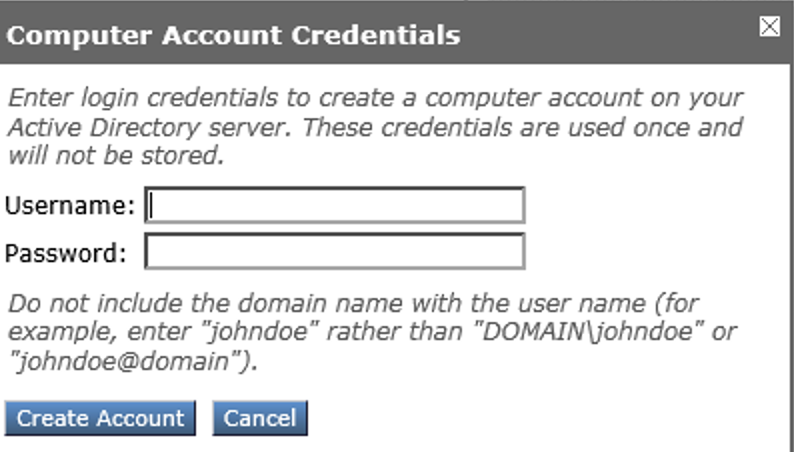 Computer Account Credentials
Enter login credentials to create a computer account on your
Active Directory server. These credentials are used once and
will not be stored.
Username:
Password:
Do not include the domain name with the user name (for
example, enter "johndoe" rather than "DOMAIN\johndoe" or
"johndoe@domain").
Create Account Cancel